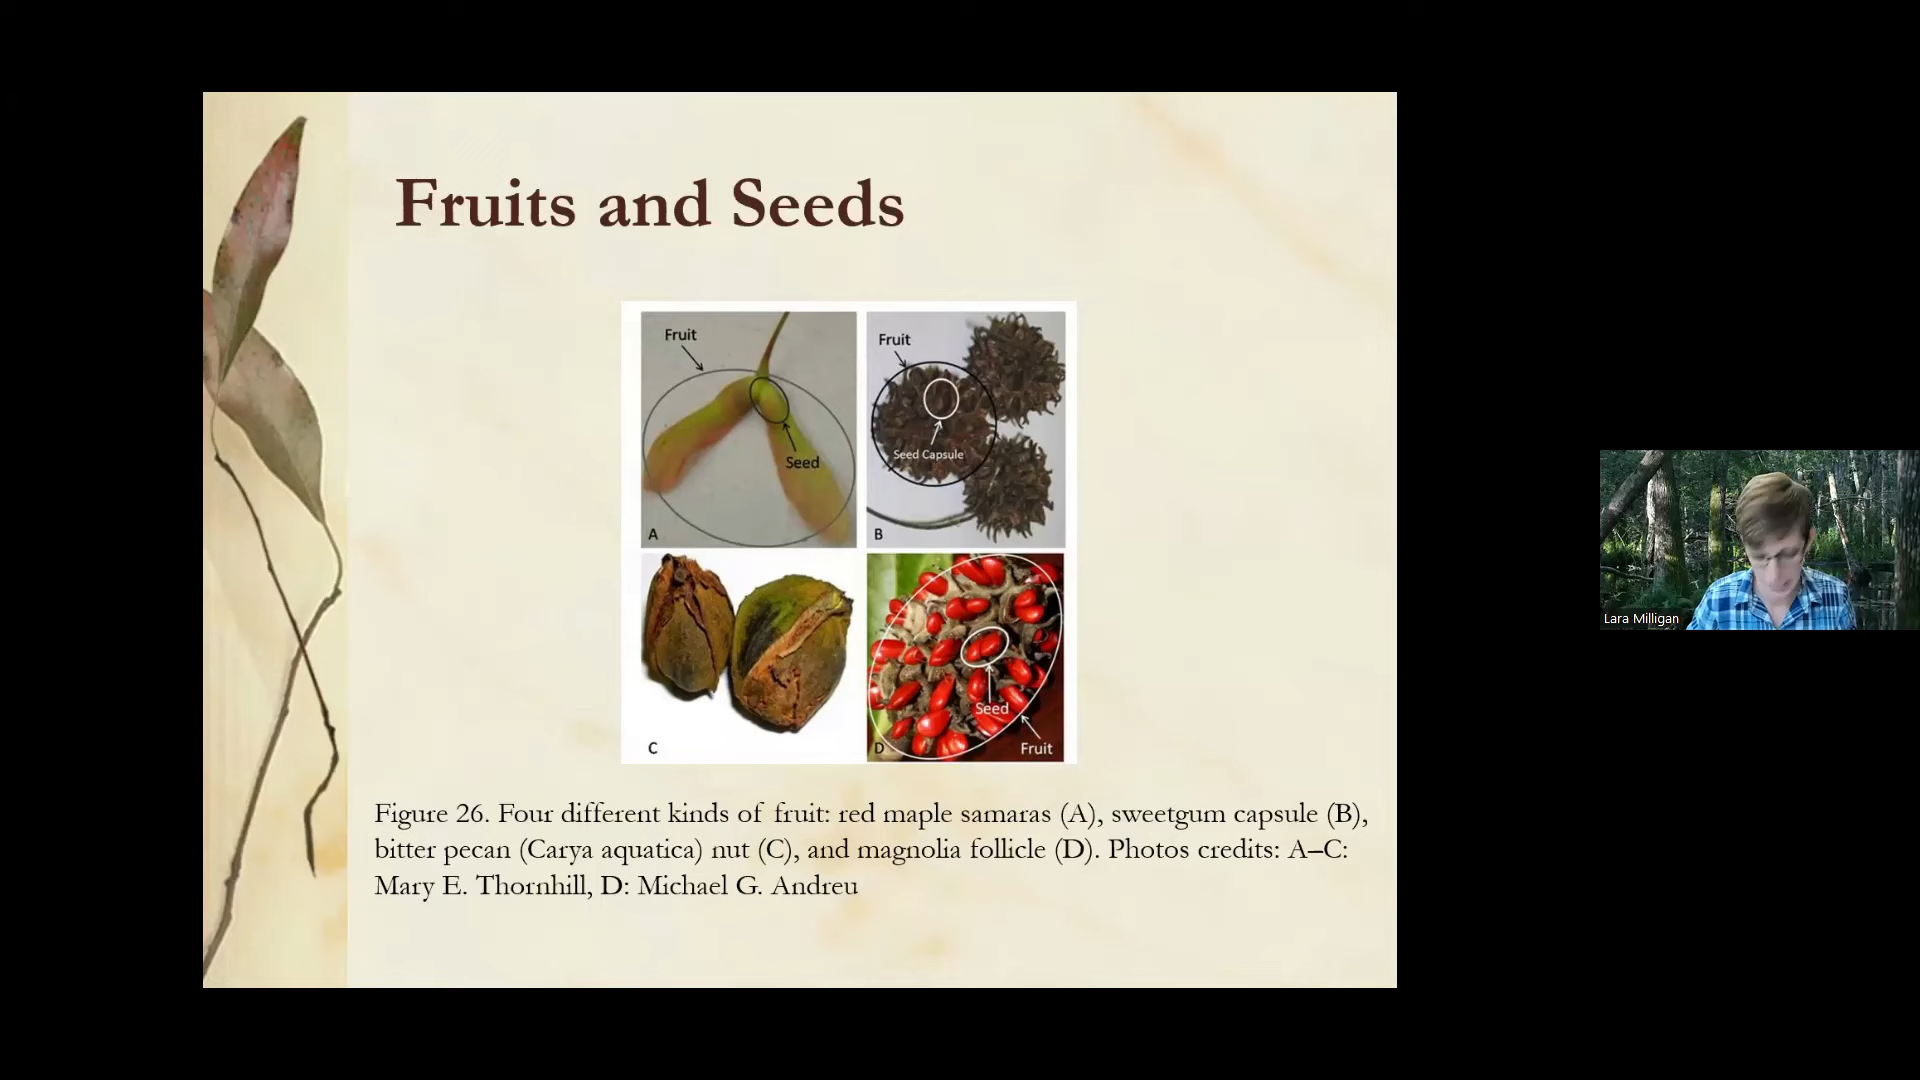 Fruits and Seeds
Fruit
Seed
A
Fruit
Seed Capsule
B
C
Seed
Fruit
D
Figure 26. Four different kinds of fruit: red maple samaras (A), sweetgum capsule (B),
bitter pecan (Carya aquatica) nut (C), and magnolia follicle (D). Photos credits: A–C:
Mary E. Thornhill, D: Michael G. Andreu
Lara Milligan